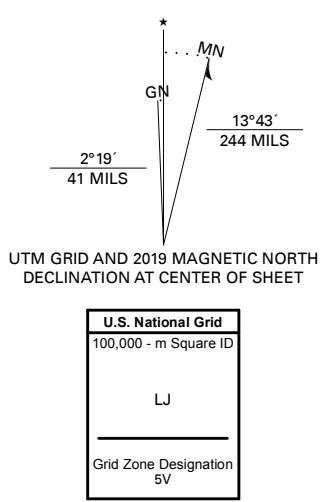 ★
MN
GN
13°43´
244 MILS
2°19´
41 MILS
UTM GRID AND 2019 MAGNETIC NORTH
DECLINATION AT CENTER OF SHEET
U.S. National Grid
100,000 - m Square ID
LJ
Grid Zone Designation
5V